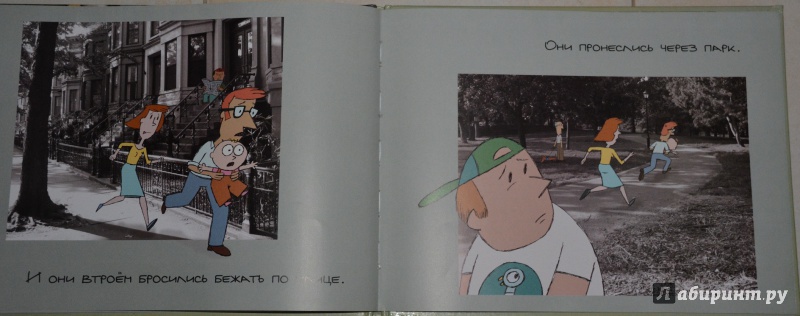 И они втроём бросились бежать по
Они пронеслись через парк.
Лабиринт.ру